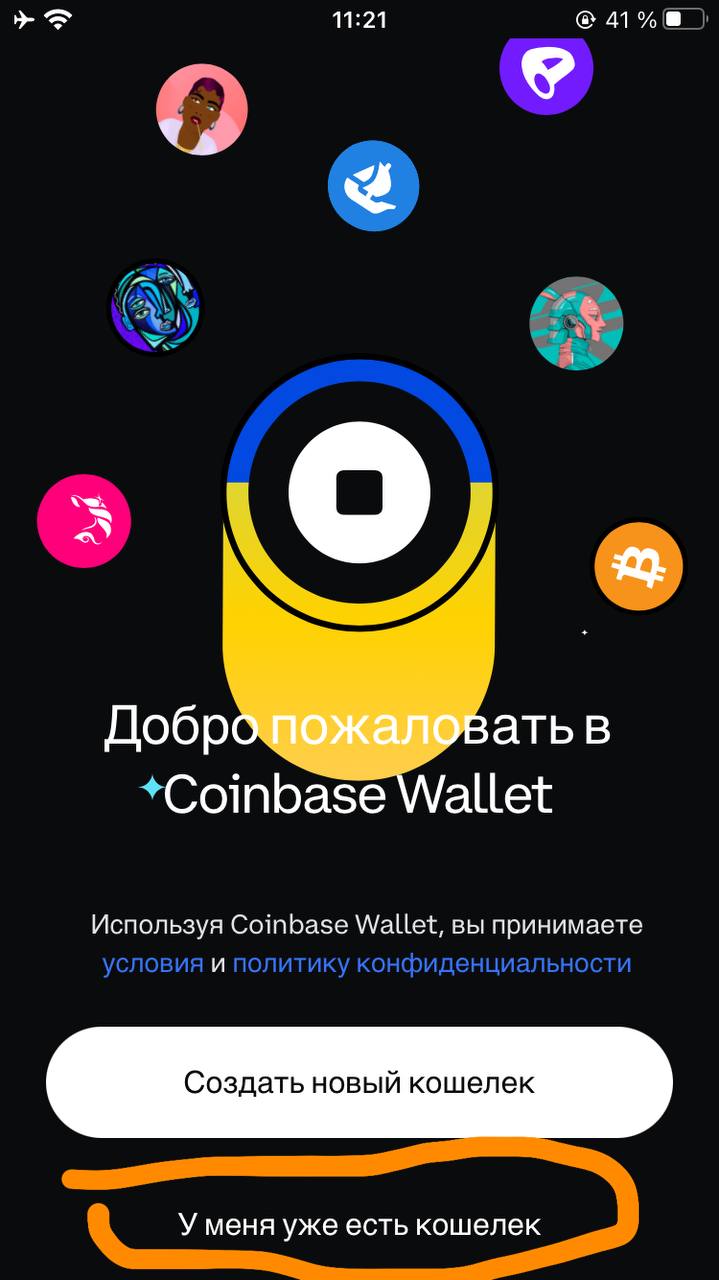 11:21
41 %
Добро пожаловать в
Coinbase Wallet
Используя Coinbase Wallet, вы принимаете
условия и политику конфиденциальности
Создать новый кошелек
У меня уже есть кошелек